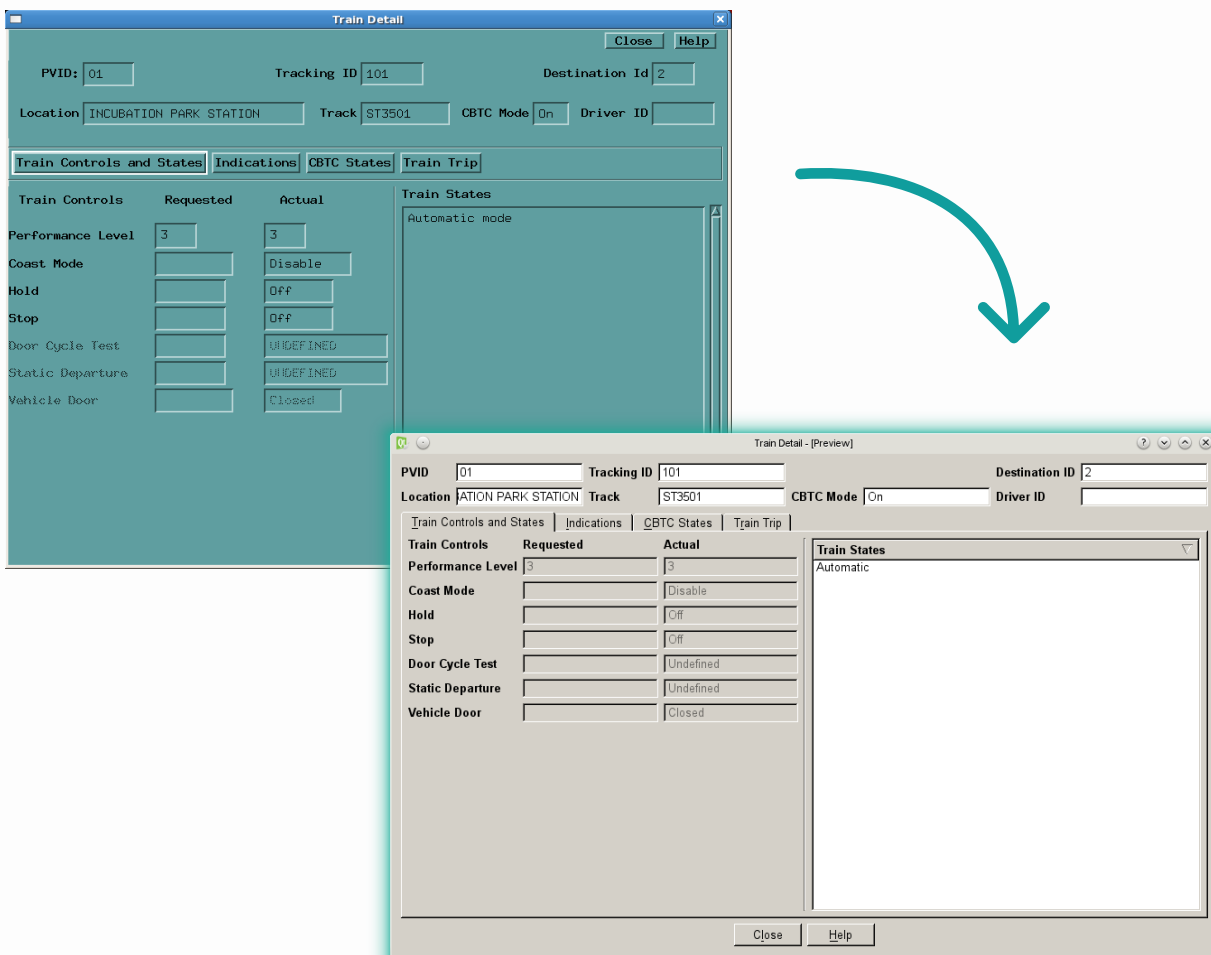 Train Detail
Close Help
PVID: 01 Tracking ID 101 Destination Id 2
Location INCUBATION PARK STATION Track ST3501 CBTC Mode On Driver ID
Train Controls and States Indications CBTC States Train Trip
Train Controls Requested Actual Train States
Automatic mode
Performance Level 3 3
Coast Mode Disable
Hold Off
Stop Off
Door Cycle Test UNDEFINED
Static Departure UNDEFINED
Vehicle Door Closed
Train Detail - [Preview]
PVID 01 Tracking ID 101 Destination ID 2
Location ATION PARK STATION Track ST3501 CBTC Mode On Driver ID
Train Controls and States Indications CBTC States Train Trip
Train Controls Requested Actual Train States
Performance Level 3 3 Automatic
Coast Mode Disable
Hold Off
Stop Off
Door Cycle Test Undefined
Static Departure Undefined
Vehicle Door Closed
Close Help